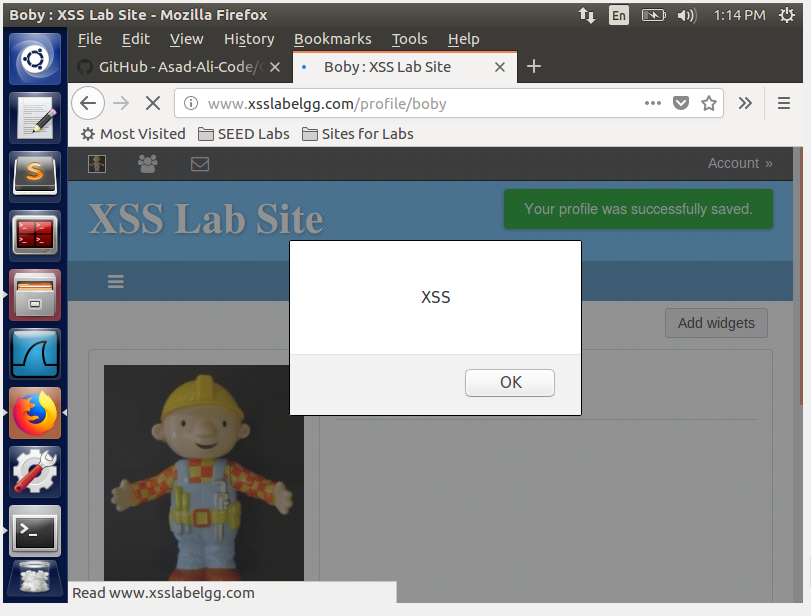 Boby : XSS Lab Site - Mozilla Firefox
En
1:14 PM
File Edit View History Bookmarks Tools Help
GitHub - Asad-Ali-Code/
Boby : XSS Lab Site
www.xsslabelgg.com/profile/boby
Most Visited
SEED Labs
Sites for Labs
Account »
XSS Lab Site
Your profile was successfully saved.
XSS
OK
Add widgets
Read www.xsslabelgg.com